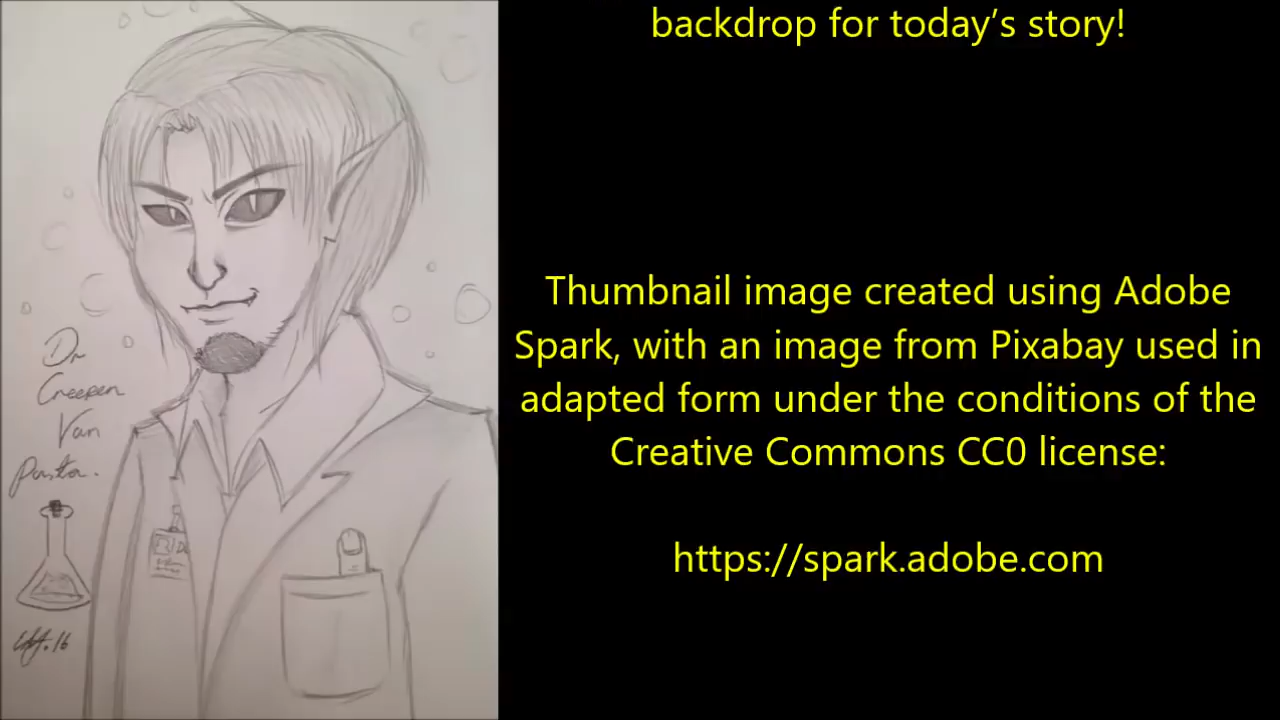 backdrop for today’s story!
Thumbnail image created using Adobe
Spark, with an image from Pixabay used in
adapted form under the conditions of the
Creative Commons CC0 license:
https://spark.adobe.com
Dr
Creepen
Van
Pasta.